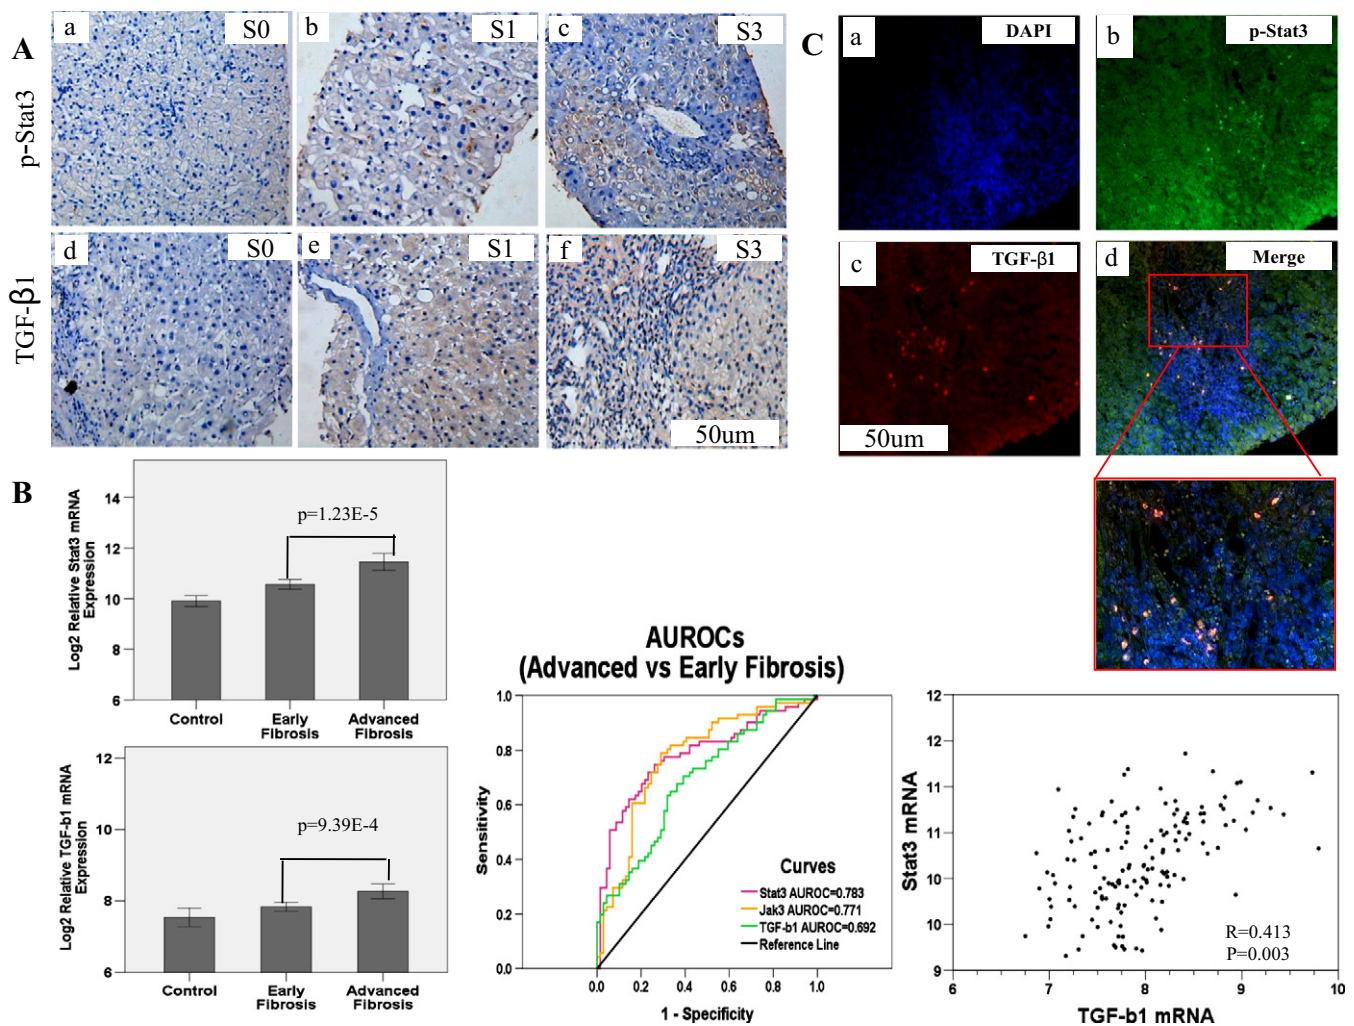 A
p-Stat3
a
S0
b
S1
c
S3
TGF-β1
d
S0
e
S1
f
S3
50um
C
a
DAPI
b
p-Stat3
c
TGF-β1
50um
d
Merge
B
Log2 Relative Stat3 mRNA
Expression
14
12
10
8
6
p=1.23E-5
Control
Early
Fibrosis
Advanced
Fibrosis
Log2 Relative TGF-b1 mRNA
Expression
12
10
8
6
p=9.39E-4
Control
Early
Fibrosis
Advanced
Fibrosis
AUROCs
(Advanced vs Early Fibrosis)
Sensitivity
1.0
0.8
0.6
0.4
0.2
0.0
Curves
Stat3 AUROC=0.783
Jak3 AUROC=0.771
TGF-b1 AUROC=0.692
Reference Line
0.0
0.2
0.4
0.6
0.8
1.0
1 - Specificity
Stat3 mRNA
12
12
11
11
10
10
9
R=0.413
P=0.003
6
7
8
9
10
TGF-b1 mRNA